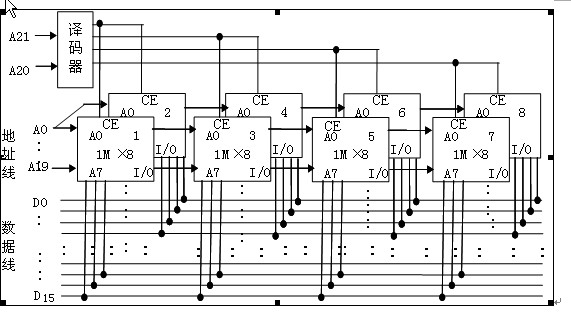 译码器
A21
A20
CE CE CE CE
A0 2 A0 4 A0 6 A0 8
CE CE CE CE
A0 A0 1 A0 3 A0 5 A0 7
I/O I/O I/O I/O
地址线
1M ×8 1M ×8 1M ×8 1M ×8
A19 A7 I/O A7 I/O A7 I/O A7 I/O
D0
数据线
D15